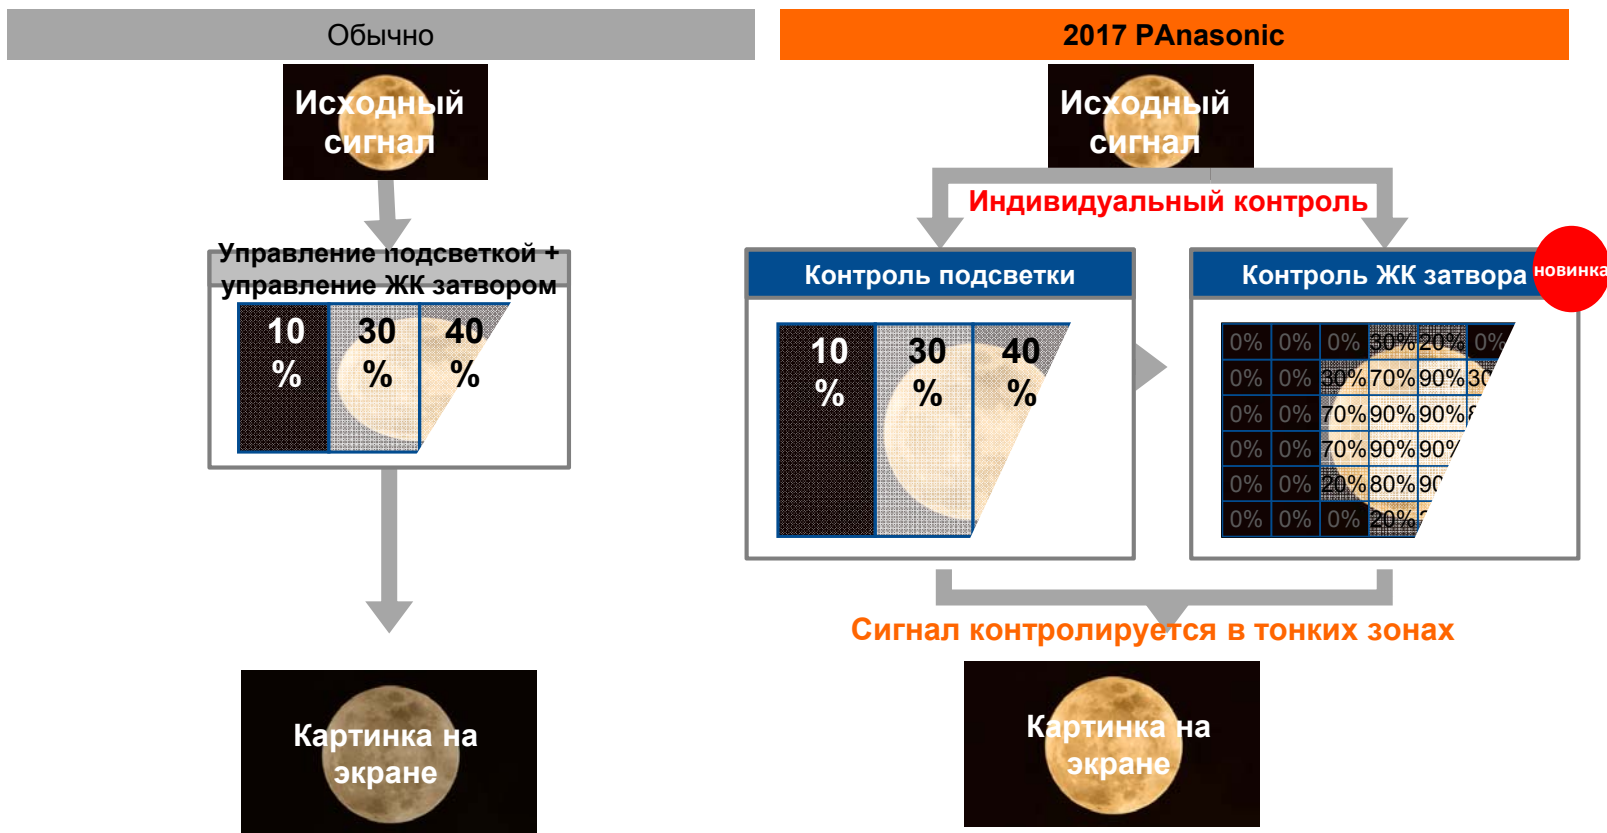 Обычно
2017 PAnasonic
Исходный
сигнал
Исходный
сигнал
Индивидуальный контроль
Управление подсветкой +
управление ЖК затвором
10
%
30
%
40
%
Контроль подсветки
10
%
30
%
40
%
Контроль ЖК затвора
новинка
0% 0% 0% 30% 20% 0%
0% 0% 30% 70% 90% 30
0% 0% 70% 90% 90%
0% 0% 70% 90% 90%
0% 0% 20% 80% 90
0% 0% 0% 20%
Сигнал контролируется в тонких зонах
Картинка на
экране
Картинка на
экране